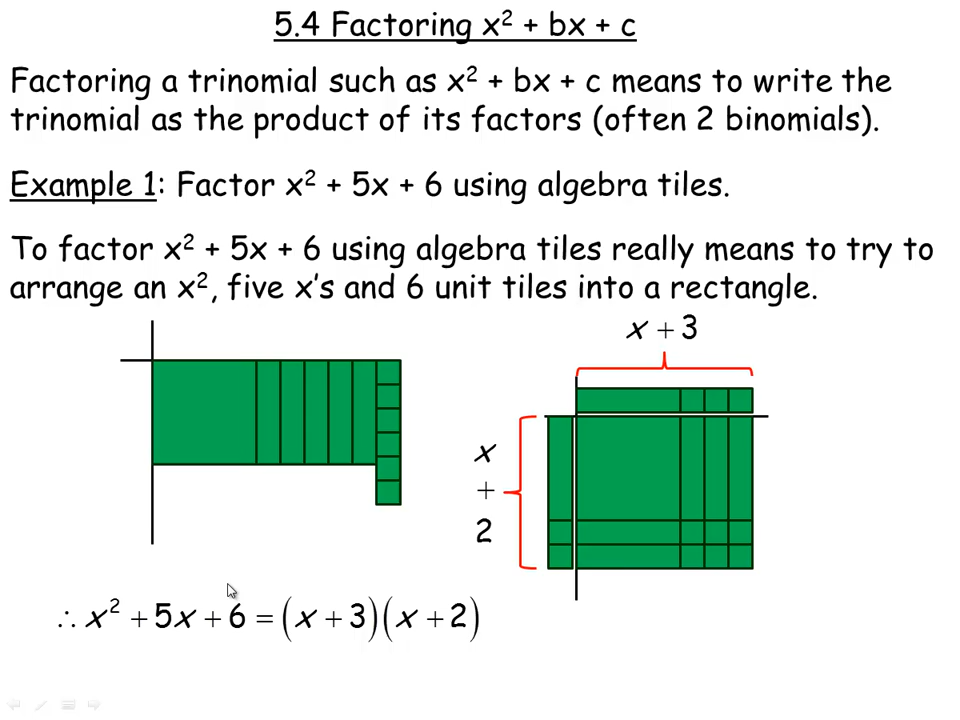 5.4 Factoring x² + bx + c
Factoring a trinomial such as x² + bx + c means to write the
trinomial as the product of its factors (often 2 binomials).
Example 1: Factor x² + 5x + 6 using algebra tiles.
To factor x² + 5x + 6 using algebra tiles really means to try to
arrange an x², five x's and 6 unit tiles into a rectangle.
x + 3
x
+
2
∴ x² + 5x + 6 = (x + 3)(x + 2)